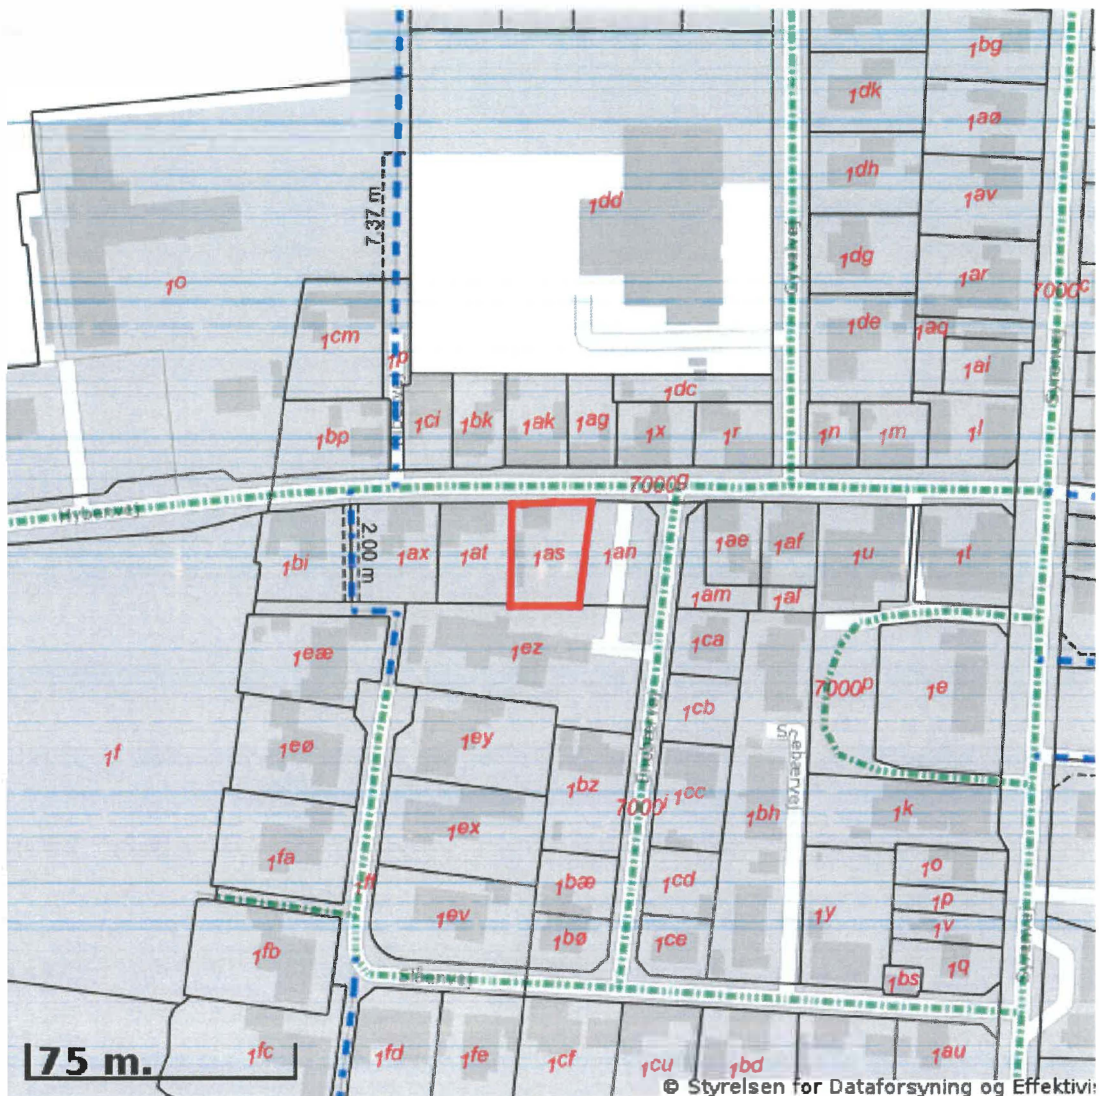 1bg
1dk
1aø
1dh
1av
7.37 m.
1dd
1dg
1ar
1o
7000c
1de
1aq
1cm
1p
1ai
1dc
1bp
1ci
1bk
1ak
1ag
1x
1r
1n
1m
1l
7000g
Hybenvej
2.00 m
1bi
1ax
1at
1as
1an
1ae
1af
1u
1t
1am
1al
1eæ
1ez
1ca
7000p
1e
1cb
1f
1eø
1ey
1bz
1cc
7000i
1bh
1k
1ex
1fa
1cd
1o
1bæ
1p
1ev
1y
1v
1bø
1ce
1fb
1q
1bs
1fc
1fd
1fe
1cf
1cu
1bd
1au
75 m.
© Styrelsen for Dataforsyning og Effektivi